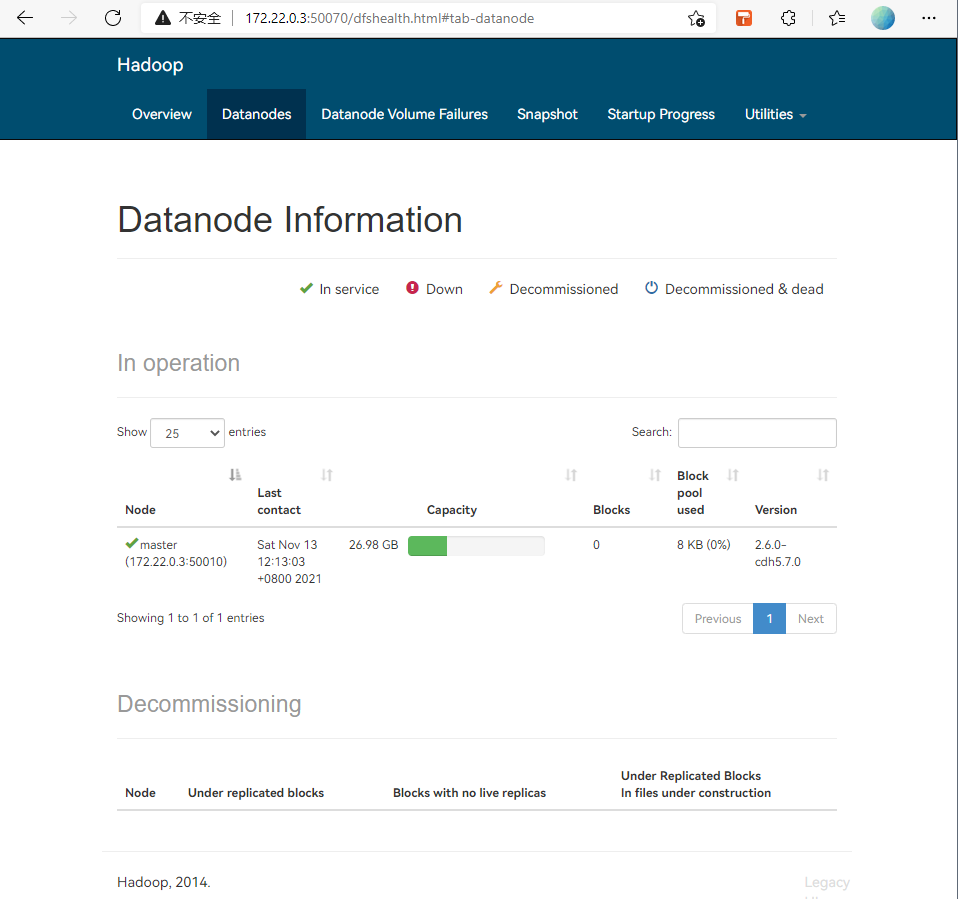 不安全 172.22.0.3:50070/dfshealth.html#tab-datanode
Hadoop
Overview Datanodes Datanode Volume Failures Snapshot Startup Progress Utilities
Datanode Information
In service Down Decommissioned Decommissioned & dead
In operation
Show 25 entries Search:
Node Last contact Capacity Blocks Block pool used Version
master (172.22.0.3:50010) Sat Nov 13 12:13:03 +0800 2021 26.98 GB 0 8 KB (0%) 2.6.0-cdh5.7.0
Showing 1 to 1 of 1 entries Previous 1 Next
Decommissioning
Node Under replicated blocks Blocks with no live replicas Under Replicated Blocks In files under construction
Hadoop, 2014. Legacy